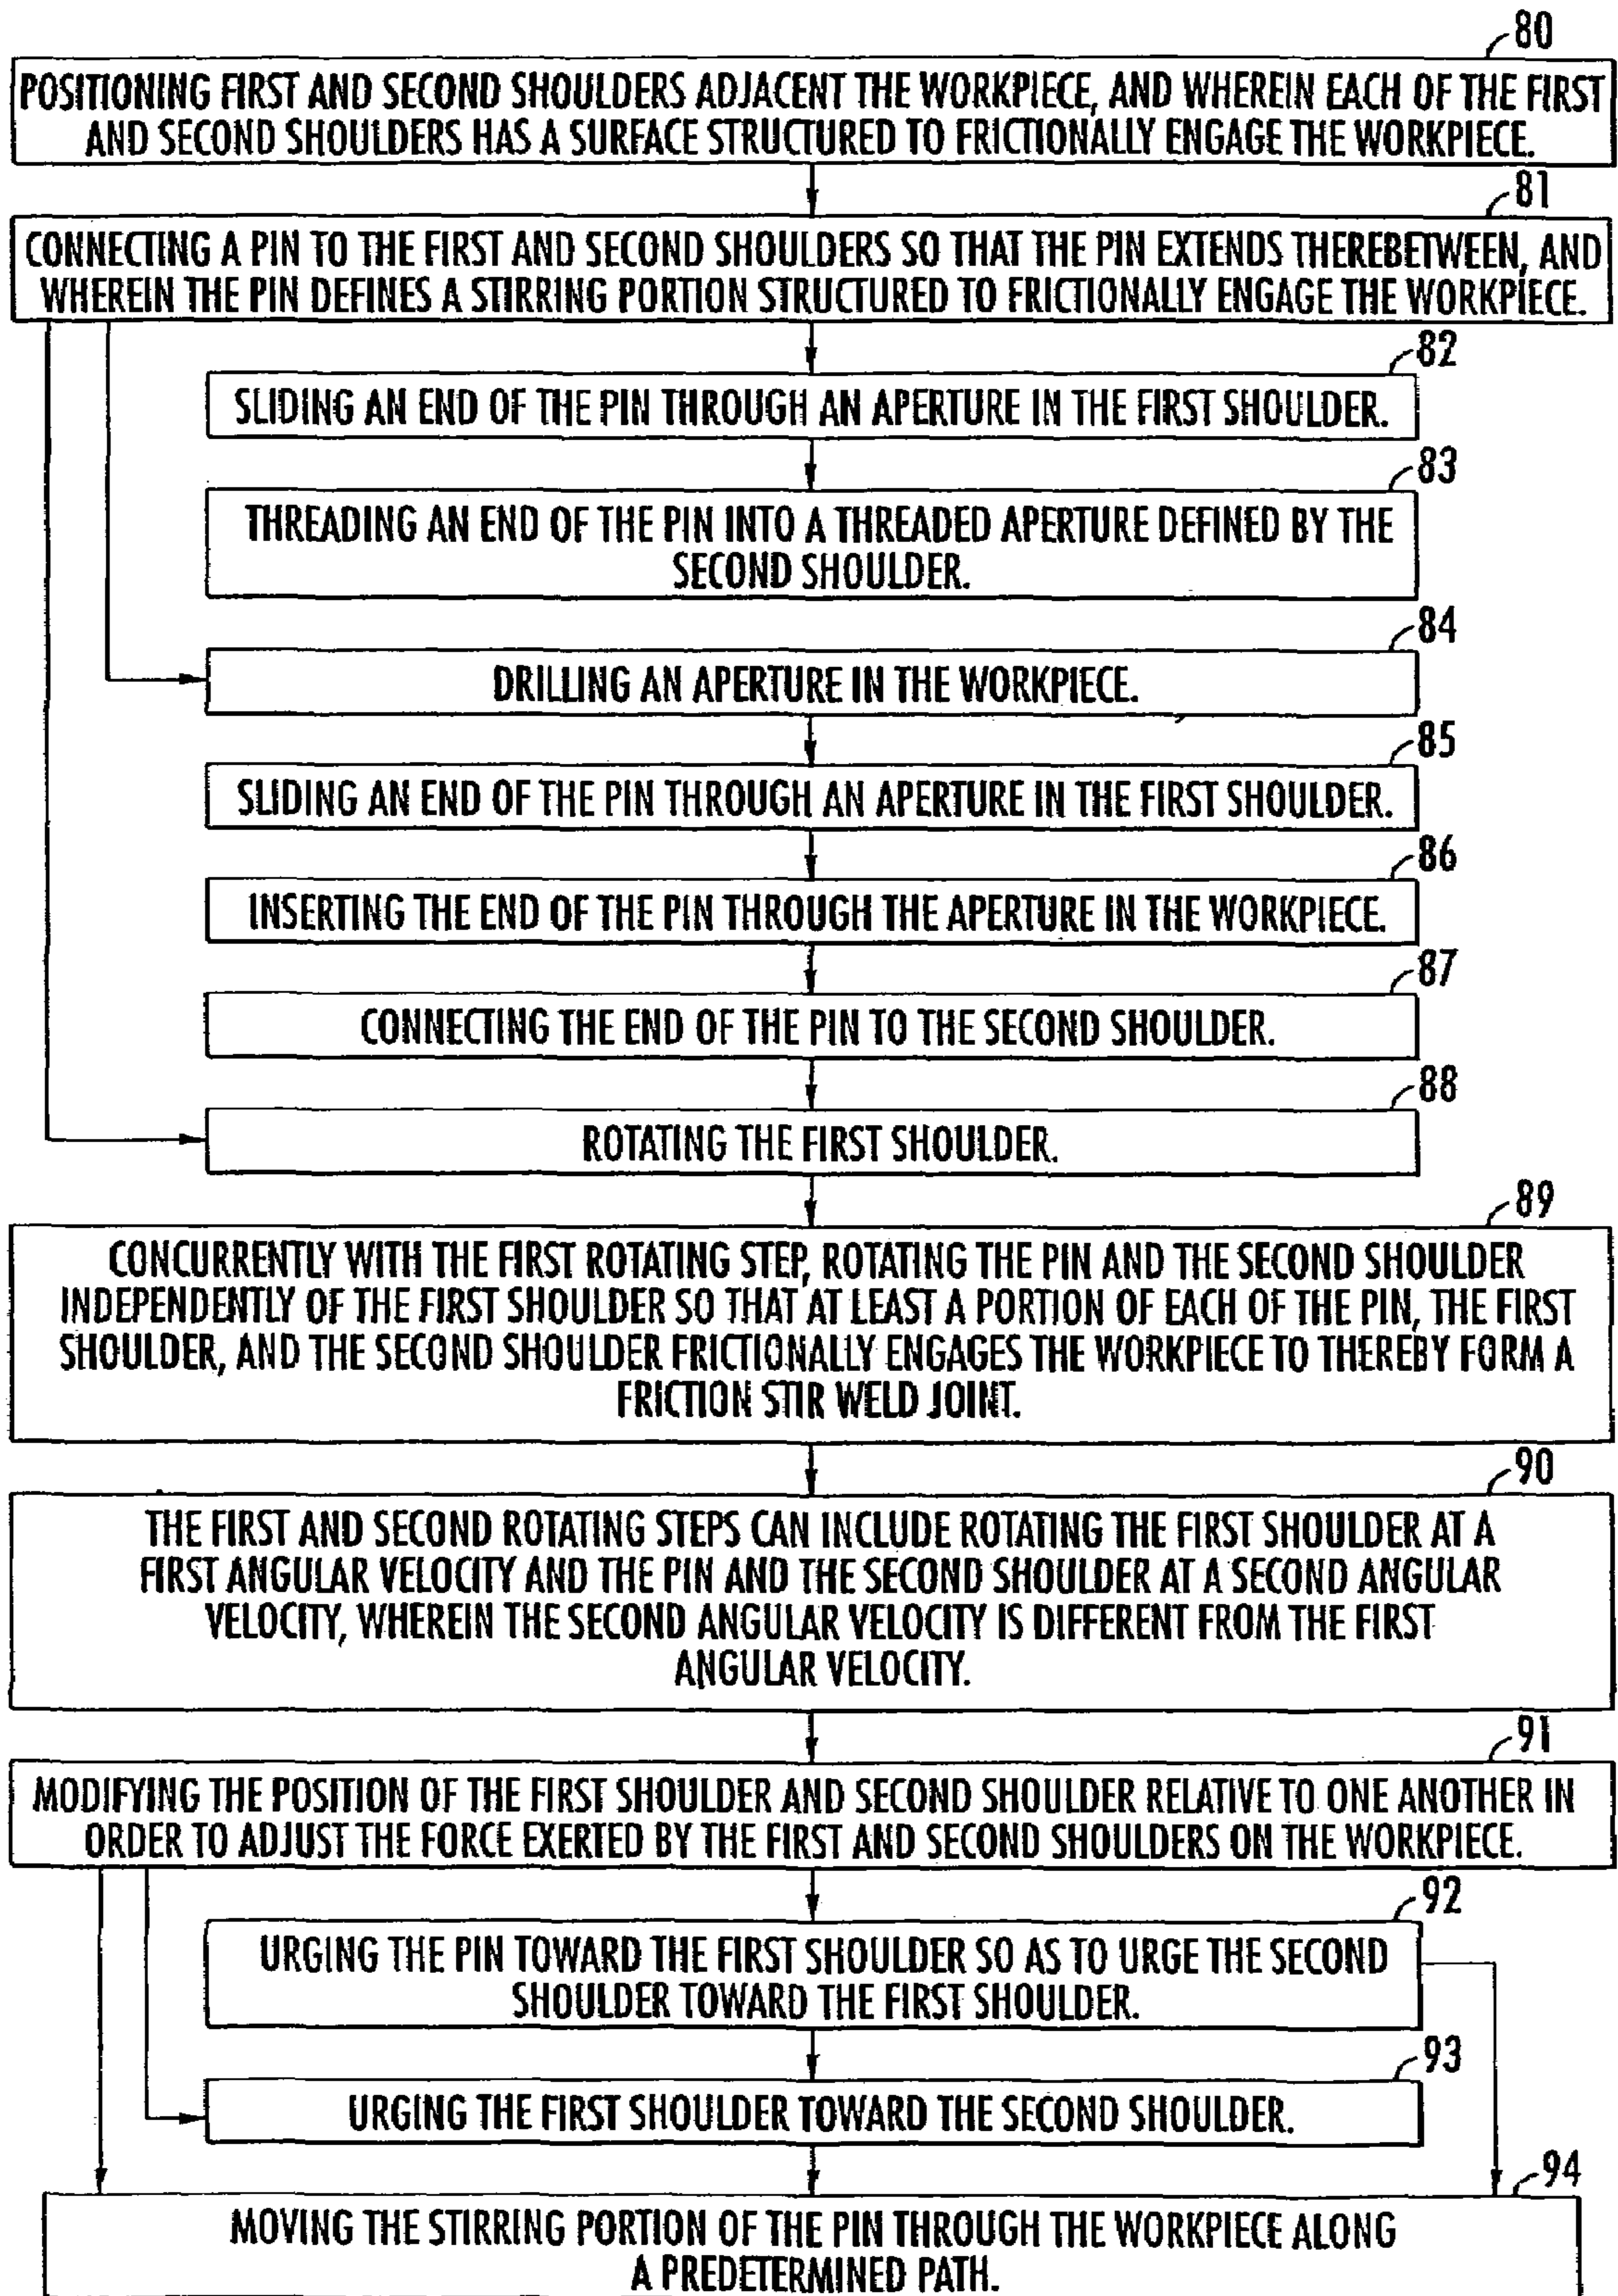 80
POSITIONING FIRST AND SECOND SHOULDERS ADJACENT THE WORKPIECE, AND WHEREIN EACH OF THE FIRST
AND SECOND SHOULDERS HAS A SURFACE STRUCTURED TO FRICTIONALLY ENGAGE THE WORKPIECE.
81
CONNECTING A PIN TO THE FIRST AND SECOND SHOULDERS SO THAT THE PIN EXTENDS THEREBETWEEN, AND
WHEREIN THE PIN DEFINES A STIRRING PORTION STRUCTURED TO FRICTIONALLY ENGAGE THE WORKPIECE.
82
SLIDING AN END OF THE PIN THROUGH AN APERTURE IN THE FIRST SHOULDER.
83
THREADING AN END OF THE PIN INTO A THREADED APERTURE DEFINED BY THE
SECOND SHOULDER.
84
DRILLING AN APERTURE IN THE WORKPIECE.
85
SLIDING AN END OF THE PIN THROUGH AN APERTURE IN THE FIRST SHOULDER.
86
INSERTING THE END OF THE PIN THROUGH THE APERTURE IN THE WORKPIECE.
87
CONNECTING THE END OF THE PIN TO THE SECOND SHOULDER.
88
ROTATING THE FIRST SHOULDER.
89
CONCURRENTLY WITH THE FIRST ROTATING STEP, ROTATING THE PIN AND THE SECOND SHOULDER
INDEPENDENTLY OF THE FIRST SHOULDER SO THAT AT LEAST A PORTION OF EACH OF THE PIN, THE FIRST
SHOULDER, AND THE SECOND SHOULDER FRICTIONALLY ENGAGES THE WORKPIECE TO THEREBY FORM A
FRICTION STIR WELD JOINT.
90
THE FIRST AND SECOND ROTATING STEPS CAN INCLUDE ROTATING THE FIRST SHOULDER AT A
FIRST ANGULAR VELOCITY AND THE PIN AND THE SECOND SHOULDER AT A SECOND ANGULAR
VELOCITY, WHEREIN THE SECOND ANGULAR VELOCITY IS DIFFERENT FROM THE FIRST
ANGULAR VELOCITY.
91
MODIFYING THE POSITION OF THE FIRST SHOULDER AND SECOND SHOULDER RELATIVE TO ONE ANOTHER IN
ORDER TO ADJUST THE FORCE EXERTED BY THE FIRST AND SECOND SHOULDERS ON THE WORKPIECE.
92
URGING THE PIN TOWARD THE FIRST SHOULDER SO AS TO URGE THE SECOND
SHOULDER TOWARD THE FIRST SHOULDER.
93
URGING THE FIRST SHOULDER TOWARD THE SECOND SHOULDER.
94
MOVING THE STIRRING PORTION OF THE PIN THROUGH THE WORKPIECE ALONG
A PREDETERMINED PATH.